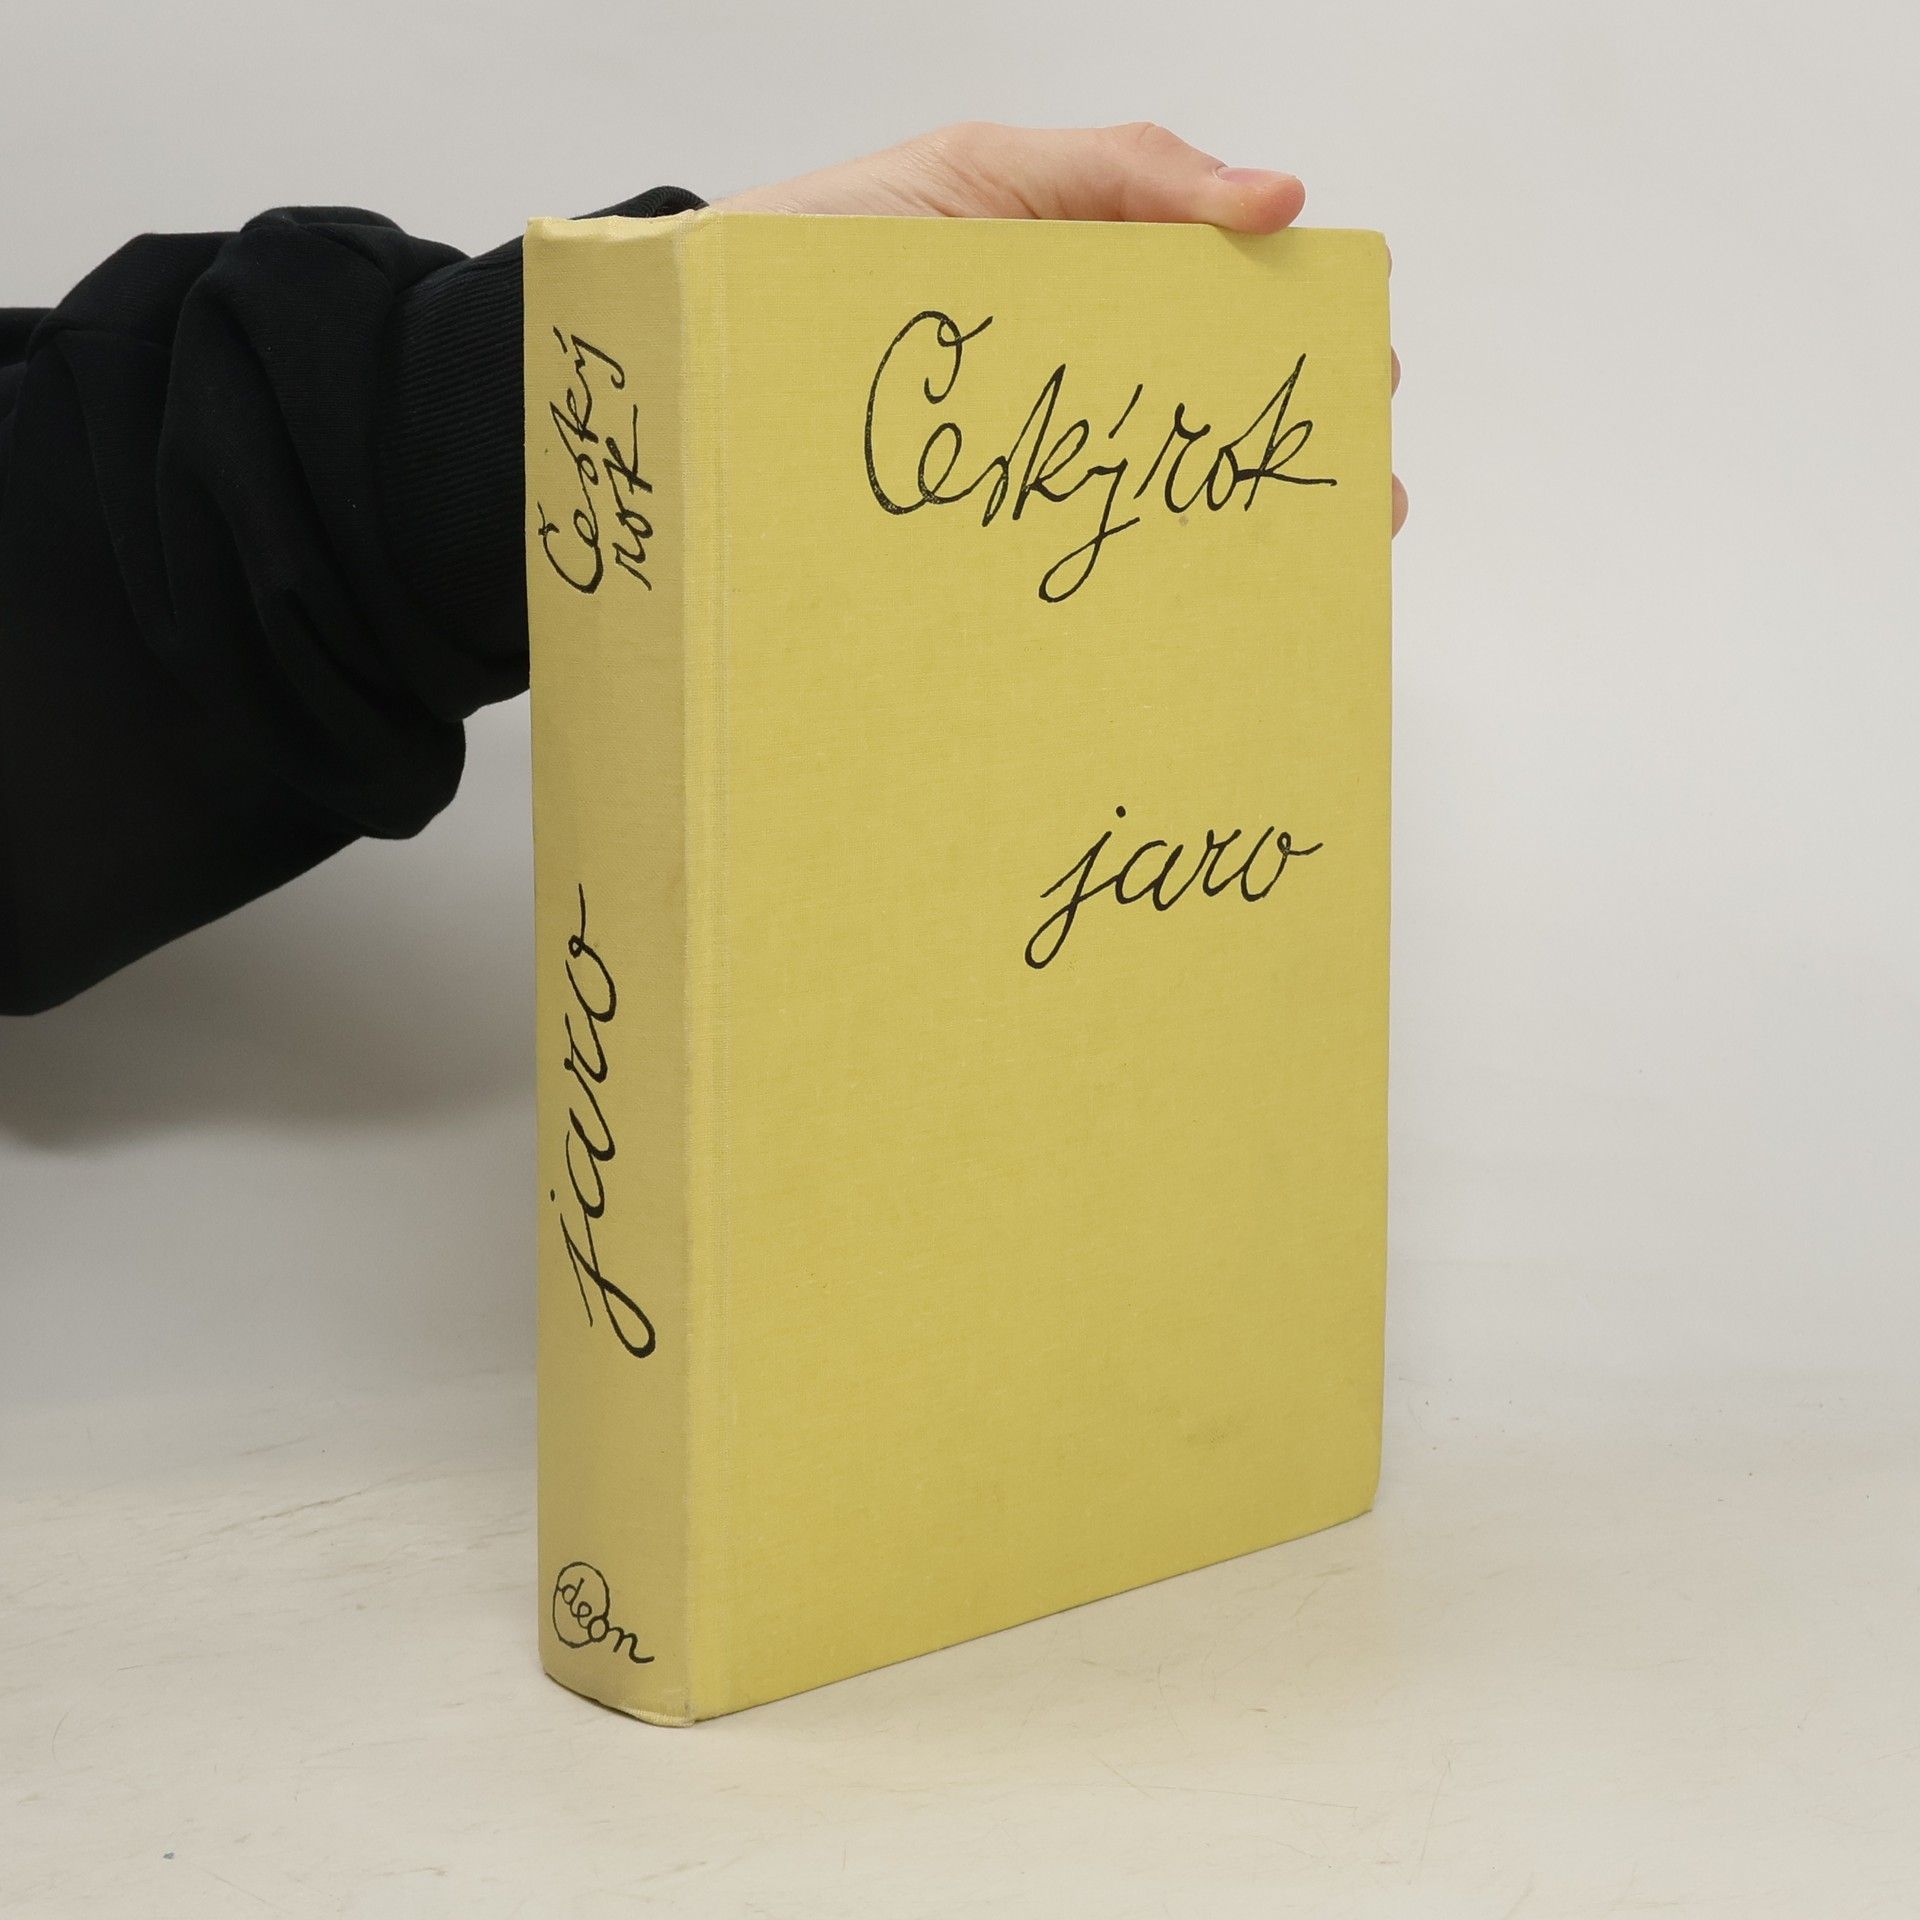 Český
rok
jaro
Odeon
Český rok
jaro